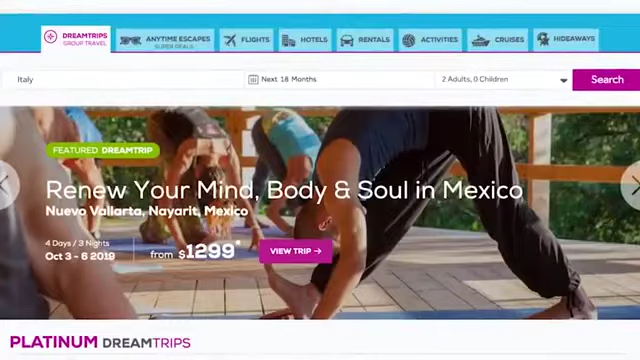 DREAMTRIPS
GROUP TRAVEL
ANYTIME ESCAPES
SUPER DEALS
FLIGHTS
HOTELS
RENTALS
ACTIVITIES
CRUISES
HIDEAWAYS
Italy
Next 18 Months
2 Adults, 0 Children
Search
FEATURED DREAMTRIP
Renew Your Mind, Body & Soul in Mexico
Nuevo Vallarta, Nayarit, Mexico
4 Days / 3 Nights
Oct 3 - 6 2019
from $1299*
VIEW TRIP →
PLATINUM DREAMTRIPS